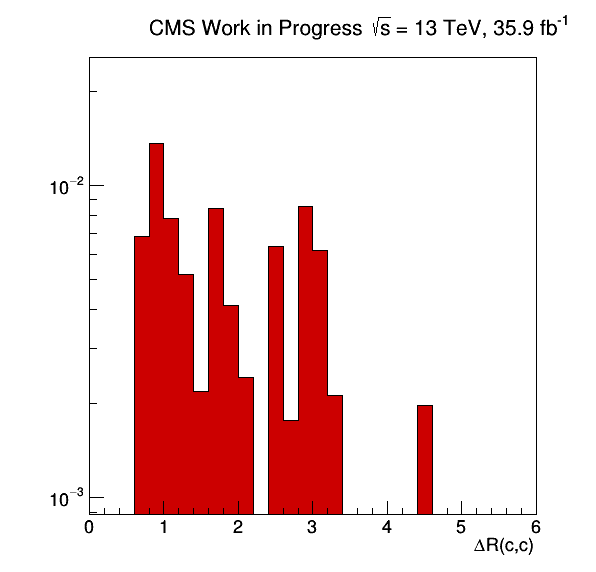 CMS Work in Progress √s = 13 TeV, 35.9 fb⁻¹
10⁻²
10⁻³
0 1 2 3 4 5 6
ΔR(c,c)